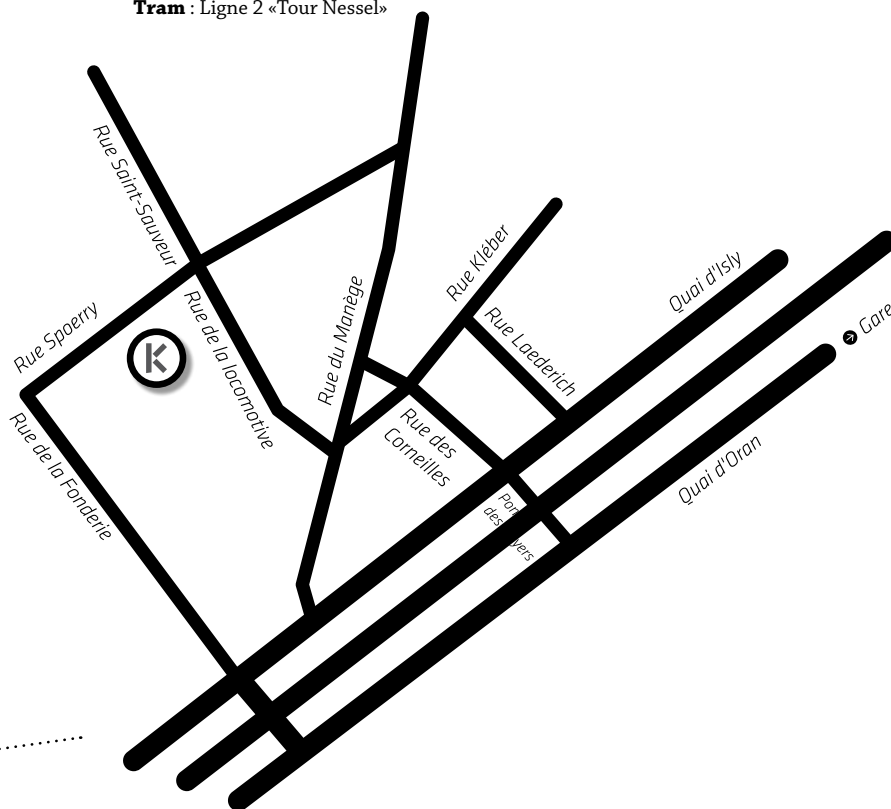 Tram : Ligne 2 «Tour Nessel»
Rue Saint-Sauveur
Rue Spoerry
Rue de la locomotive
Rue du Manège
Rue Kléber
Rue Laederich
Quai d'Isly
Gare
Rue de la Fonderie
Rue des
Corneilles
Quai d'Oran
des
K